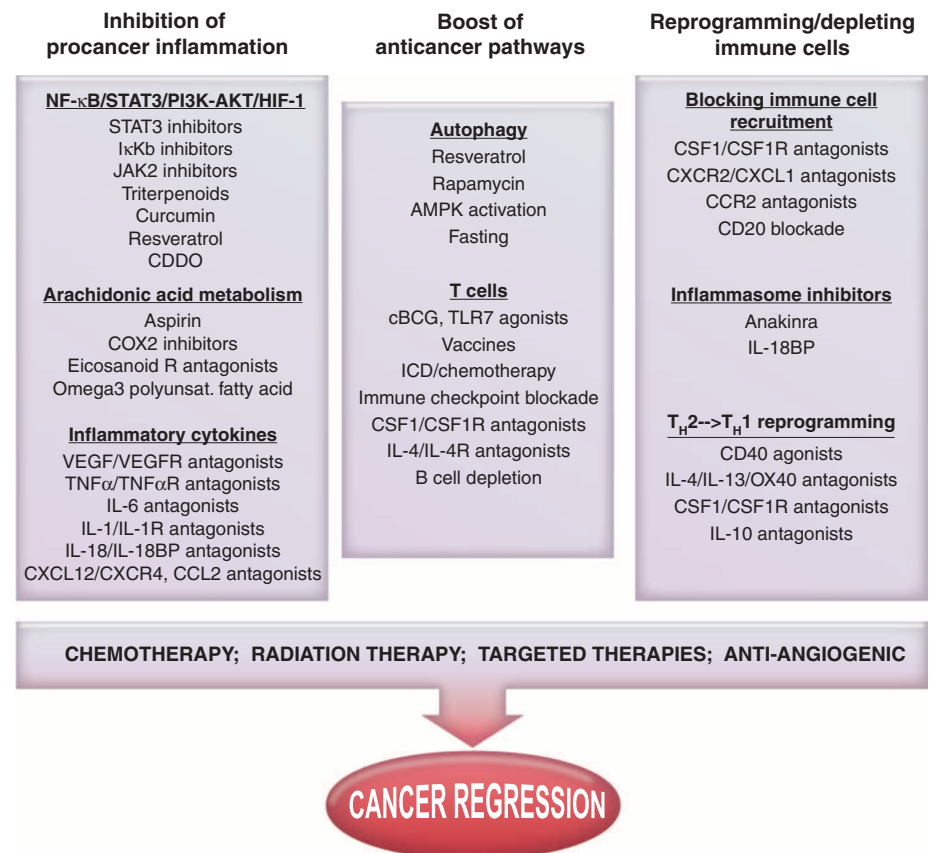 Inhibition of
procancer inflammation
NF-κB/STAT3/PI3K-AKT/HIF-1
STAT3 inhibitors
IκKb inhibitors
JAK2 inhibitors
Triterpenoids
Curcumin
Resveratrol
CDDO
Arachidonic acid metabolism
Aspirin
COX2 inhibitors
Eicosanoid R antagonists
Omega3 polyunsat. fatty acid
Inflammatory cytokines
VEGF/VEGFR antagonists
TNFα/TNFαR antagonists
IL-6 antagonists
IL-1/IL-1R antagonists
IL-18/IL-18BP antagonists
CXCL12/CXCR4, CCL2 antagonists
Boost of
anticancer pathways
Autophagy
Resveratrol
Rapamycin
AMPK activation
Fasting
T cells
cBCG, TLR7 agonists
Vaccines
ICD/chemotherapy
Immune checkpoint blockade
CSF1/CSF1R antagonists
IL-4/IL-4R antagonists
B cell depletion
Reprogramming/depleting
immune cells
Blocking immune cell
recruitment
CSF1/CSF1R antagonists
CXCR2/CXCL1 antagonists
CCR2 antagonists
CD20 blockade
Inflammasome inhibitors
Anakinra
IL-18BP
TH2-->TH1 reprogramming
CD40 agonists
IL-4/IL-13/OX40 antagonists
CSF1/CSF1R antagonists
IL-10 antagonists
CHEMOTHERAPY; RADIATION THERAPY; TARGETED THERAPIES; ANTI-ANGIOGENIC
CANCER REGRESSION